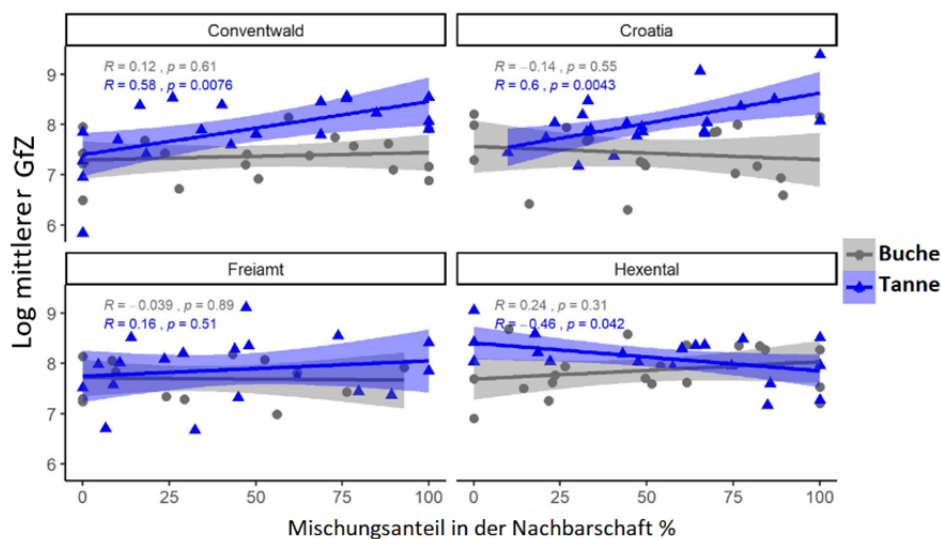 Conventwald
Croatia
R = 0.12 , p = 0.61
R = 0.58 , p = 0.0076
R = −0.14 , p = 0.55
R = 0.6 , p = 0.0043
9
8
7
6
Log mittlerer GfZ
Buche
Tanne
Freiamt
Hexental
R = −0.039 , p = 0.89
R = 0.16 , p = 0.51
R = 0.24 , p = 0.31
R = −0.46 , p = 0.042
9
8
7
6
0 25 50 75 100
0 25 50 75 100
Mischungsanteil in der Nachbarschaft %